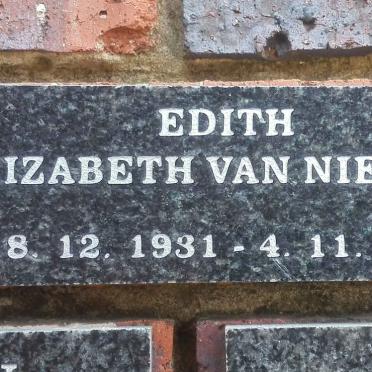 EDITH
IZABETH VAN NIE
8. 12. 1931 - 4. 11.